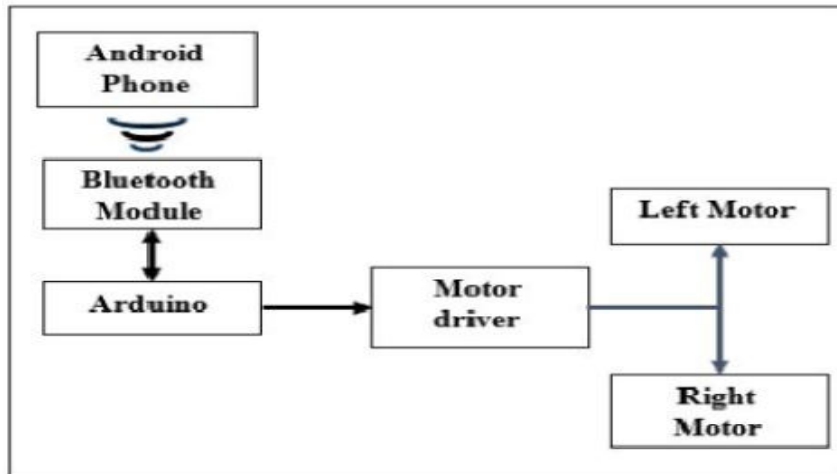 Android
Phone
Bluetooth
Module
Arduino
Motor
driver
Left Motor
Right
Motor